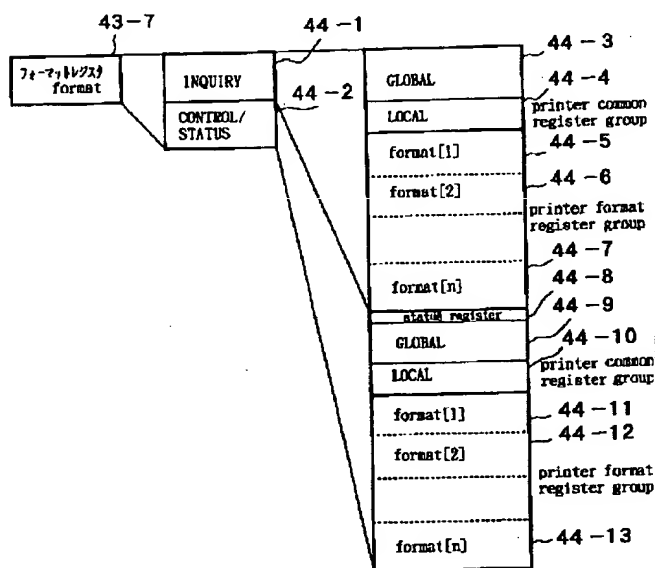 43-7
フォーマットレジスタ
format
44-1
INQUIRY
44-2
CONTROL/
STATUS
44-3
GLOBAL
44-4
LOCAL
printer common
register group
format[1]
44-5
format[2]
44-6
printer format
register group
44-7
format[n]
44-8
status register
44-9
GLOBAL
44-10
LOCAL
printer common
register group
format[1]
44-11
44-12
format[2]
printer format
register group
format[n]
44-13